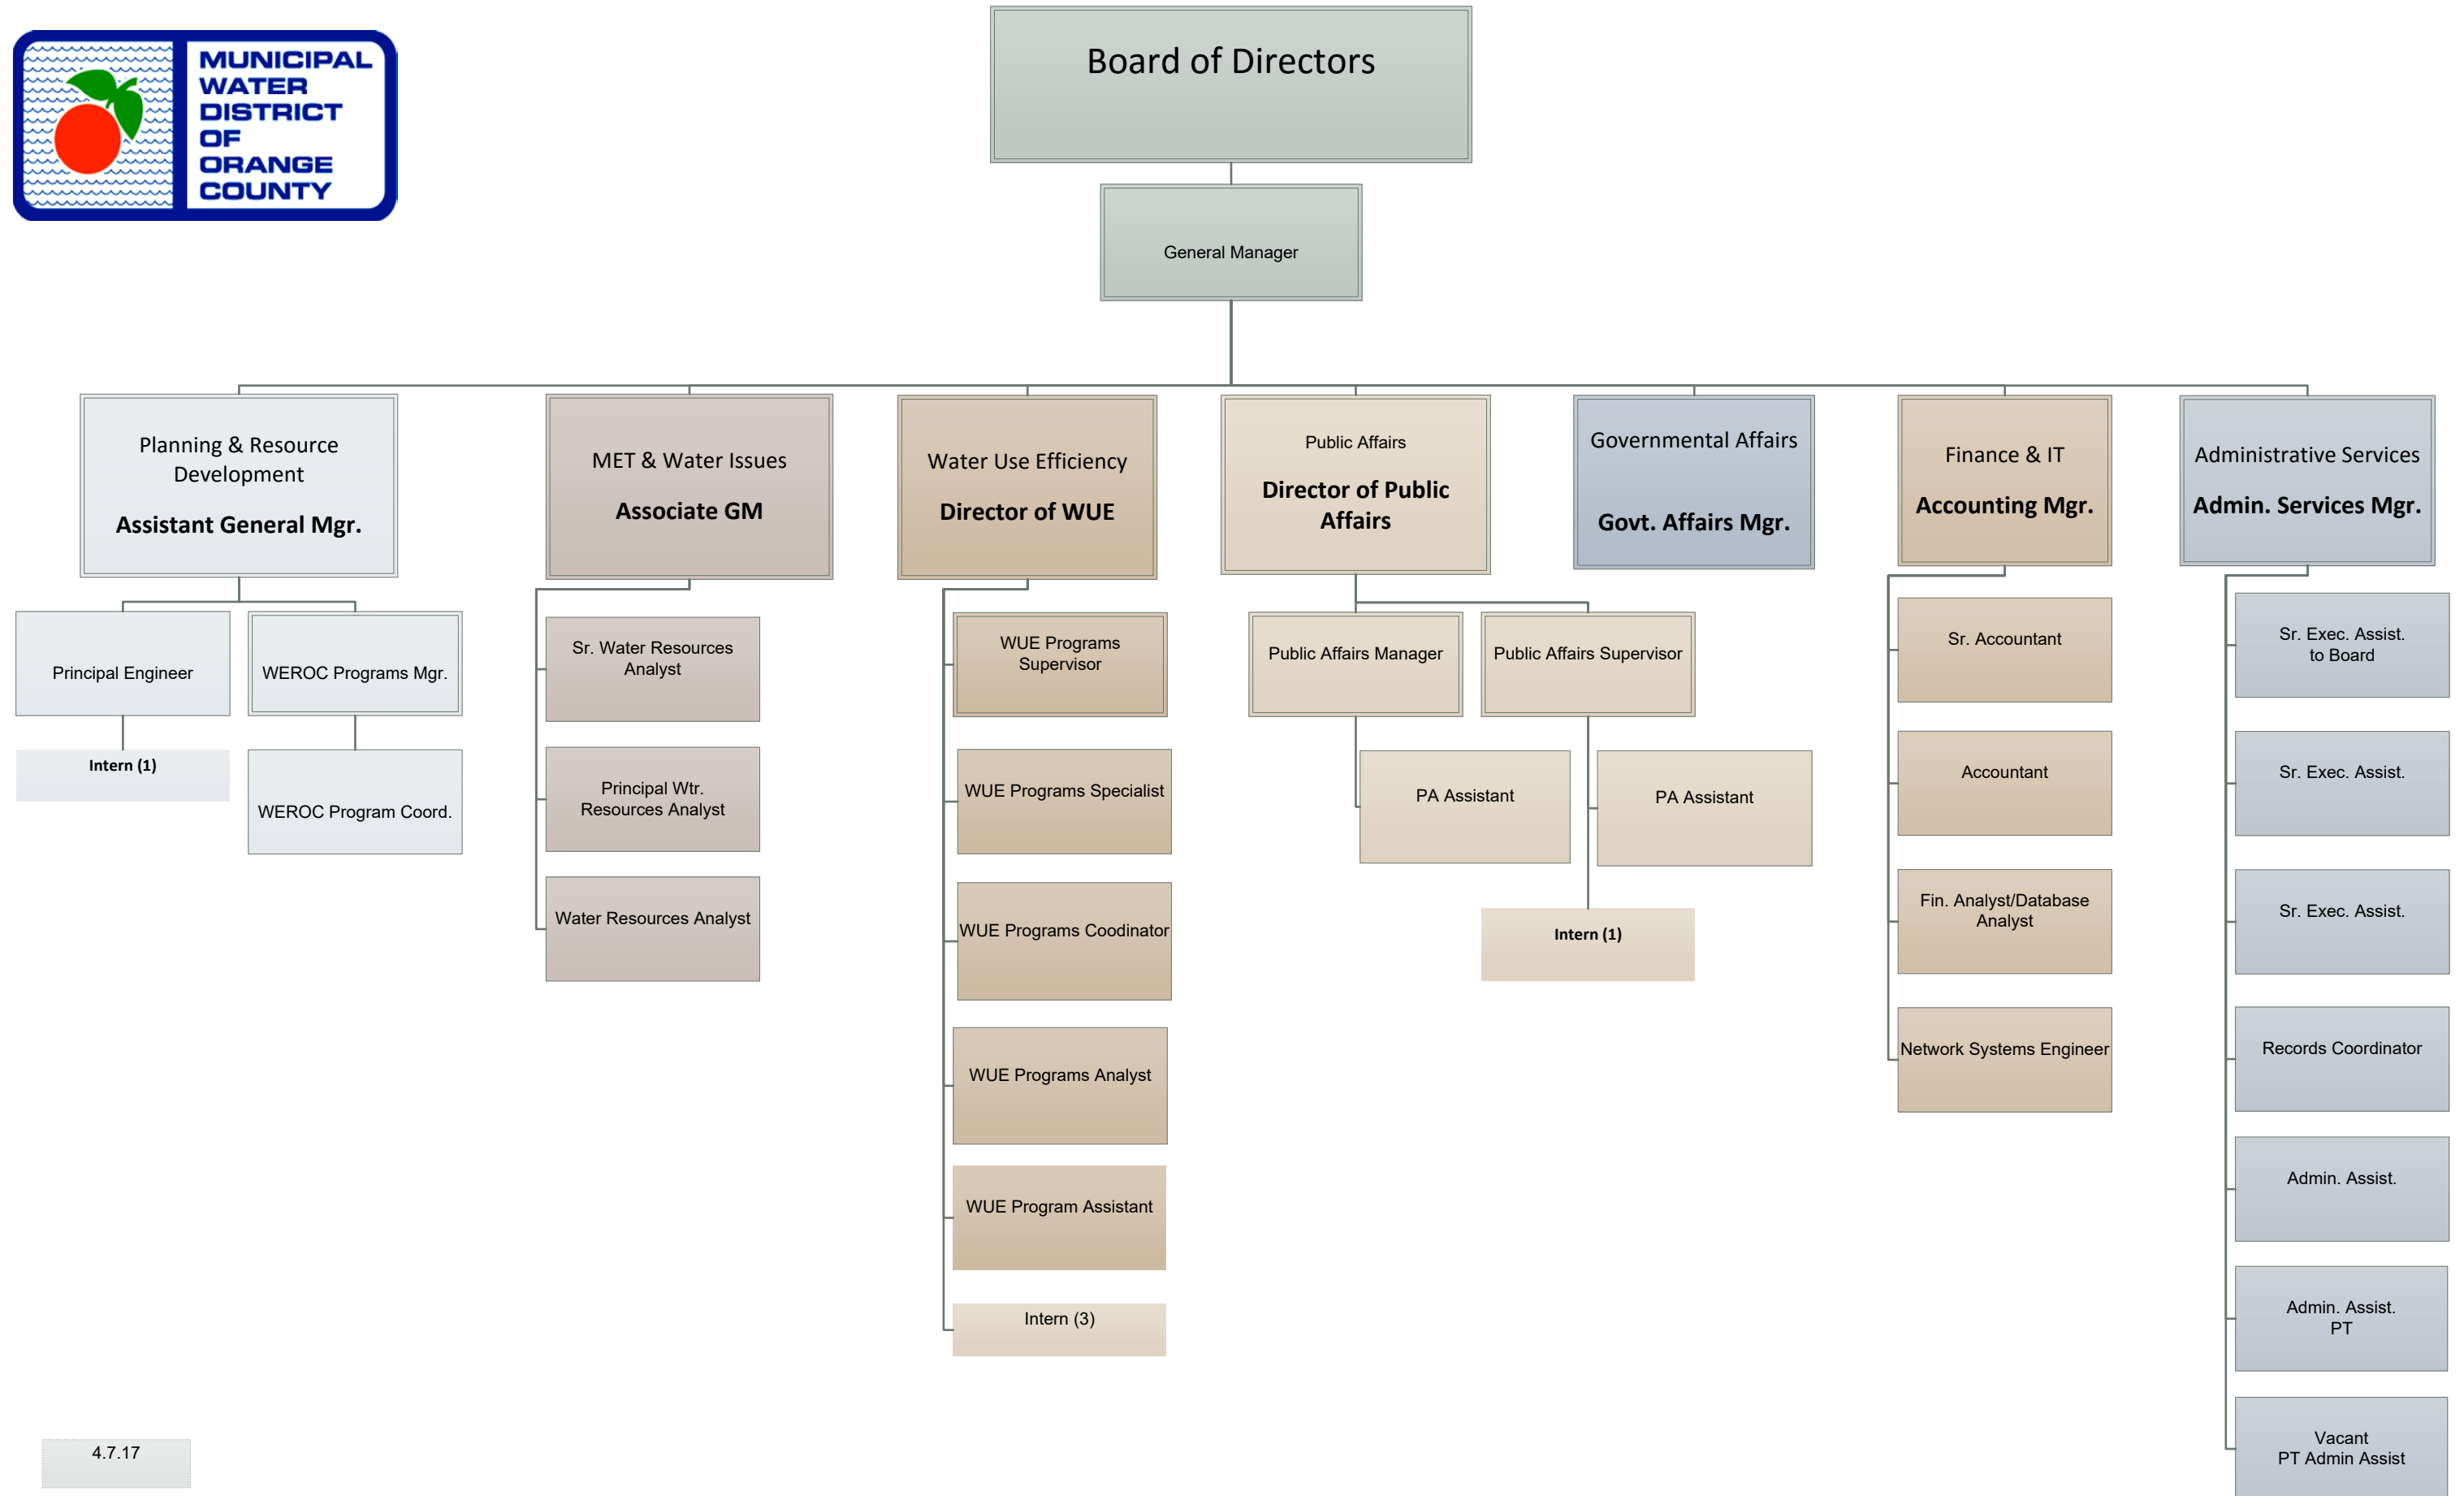 MUNICIPAL
WATER
DISTRICT
OF
ORANGE
COUNTY
Board of Directors
General Manager
Planning & Resource
Development
Assistant General Mgr.
MET & Water Issues
Associate GM
Water Use Efficiency
Director of WUE
Public Affairs
Director of Public
Affairs
Governmental Affairs
Govt. Affairs Mgr.
Finance & IT
Accounting Mgr.
Administrative Services
Admin. Services Mgr.
Principal Engineer
Intern (1)
WEROC Programs Mgr.
WEROC Program Coord.
Sr. Water Resources
Analyst
Principal Wtr.
Resources Analyst
Water Resources Analyst
WUE Programs
Supervisor
WUE Programs Specialist
WUE Programs Coodinator
WUE Programs Analyst
WUE Program Assistant
Intern (3)
Public Affairs Manager
PA Assistant
Public Affairs Supervisor
PA Assistant
Intern (1)
Sr. Accountant
Accountant
Fin. Analyst/Database
Analyst
Network Systems Engineer
Sr. Exec. Assist.
to Board
Sr. Exec. Assist.
Sr. Exec. Assist.
Records Coordinator
Admin. Assist.
Admin. Assist.
PT
Vacant
PT Admin Assist
4.7.17